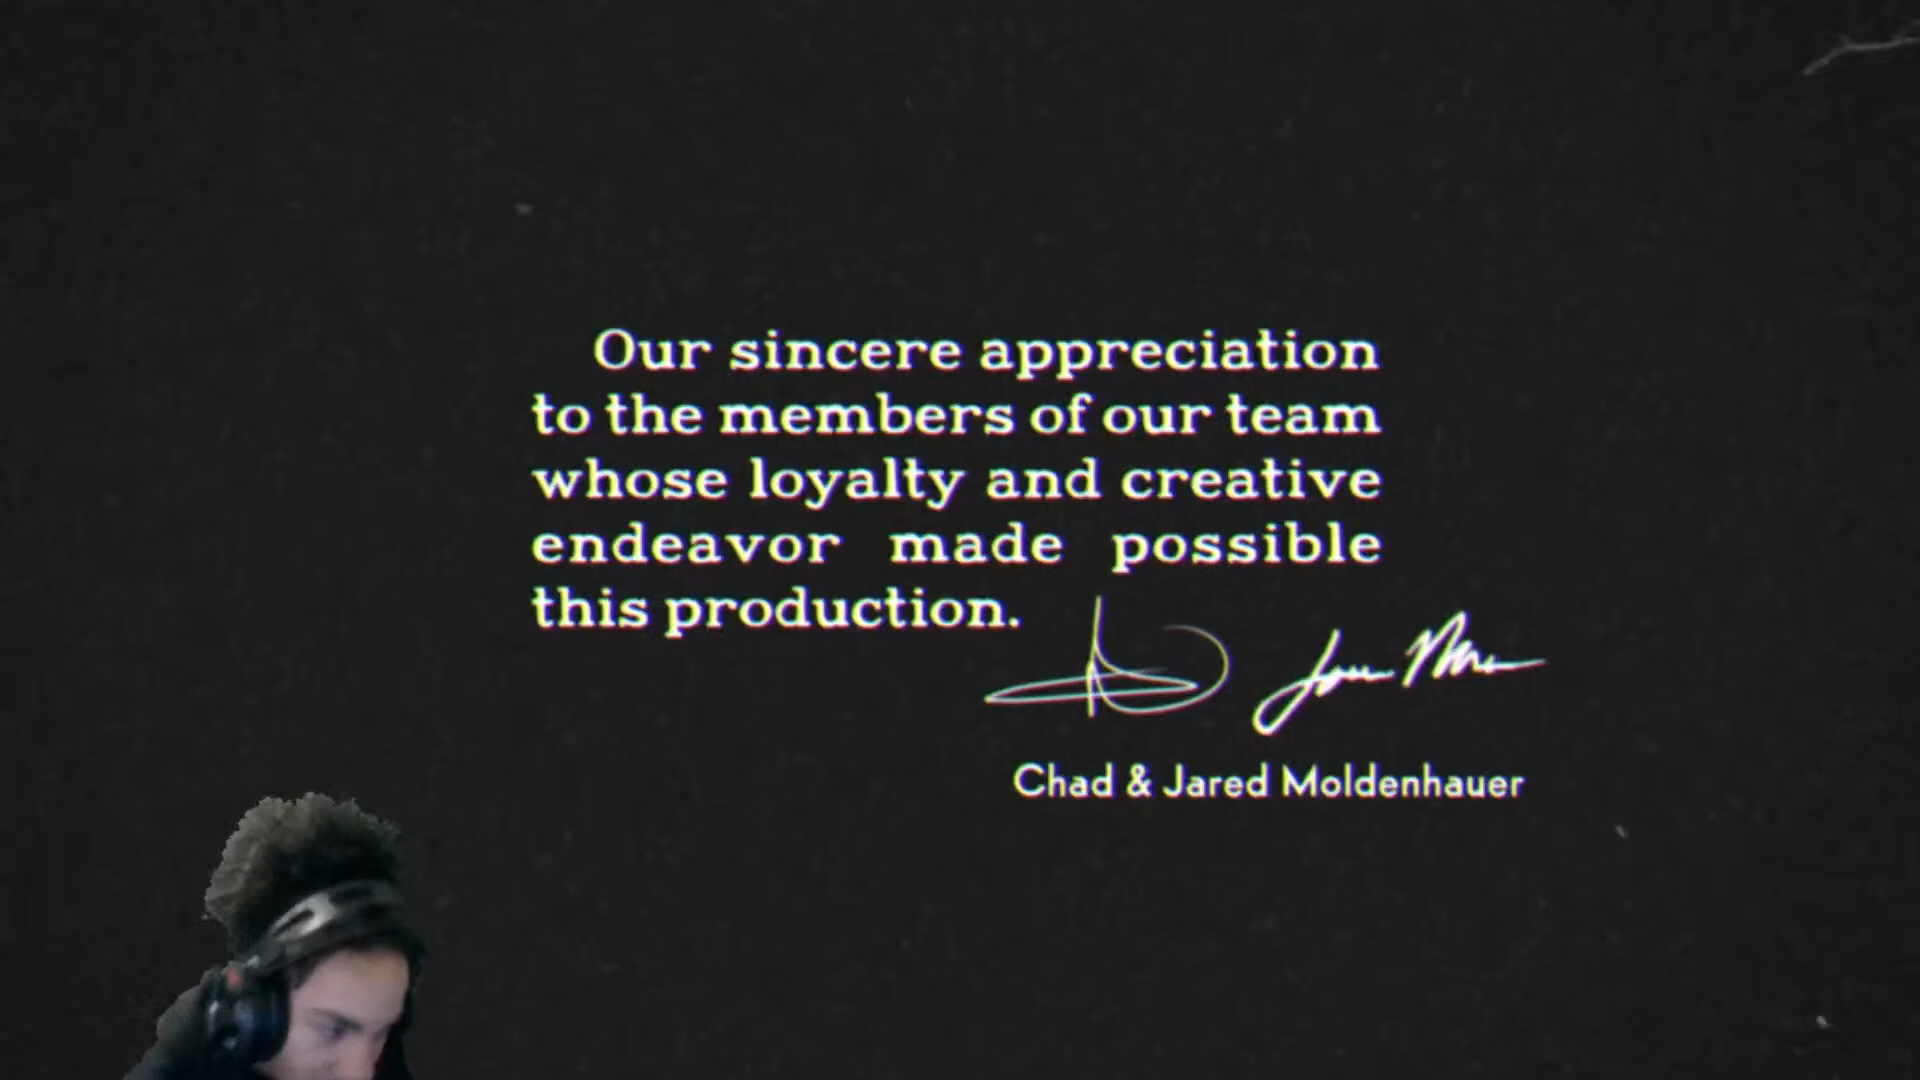 Our sincere appreciation
to the members of our team
whose loyalty and creative
endeavor made possible
this production.
Chad & Jared Moldenhauer